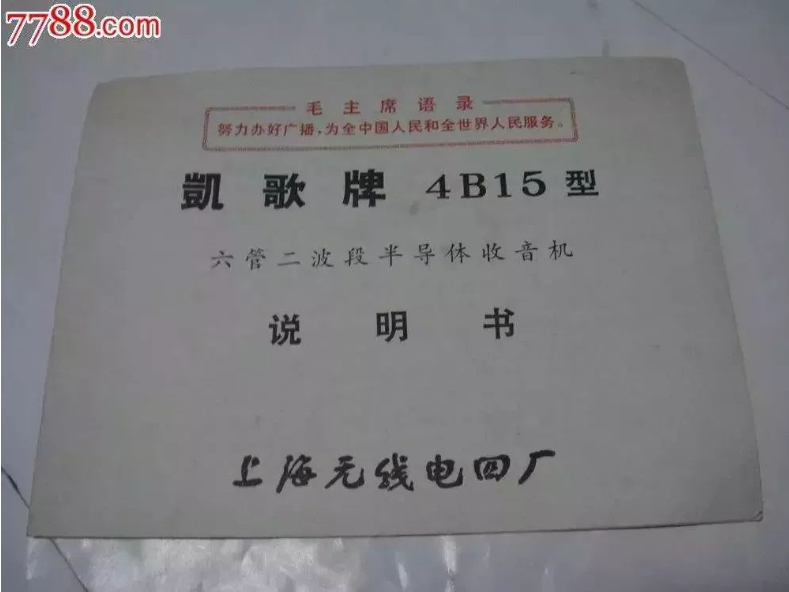 7788.com
毛主席语录
努力办好广播，为全中国人民和全世界人民服务。
凱歌牌 4B15型
六管二波段半导体收音机
说明书
上海无线电四厂